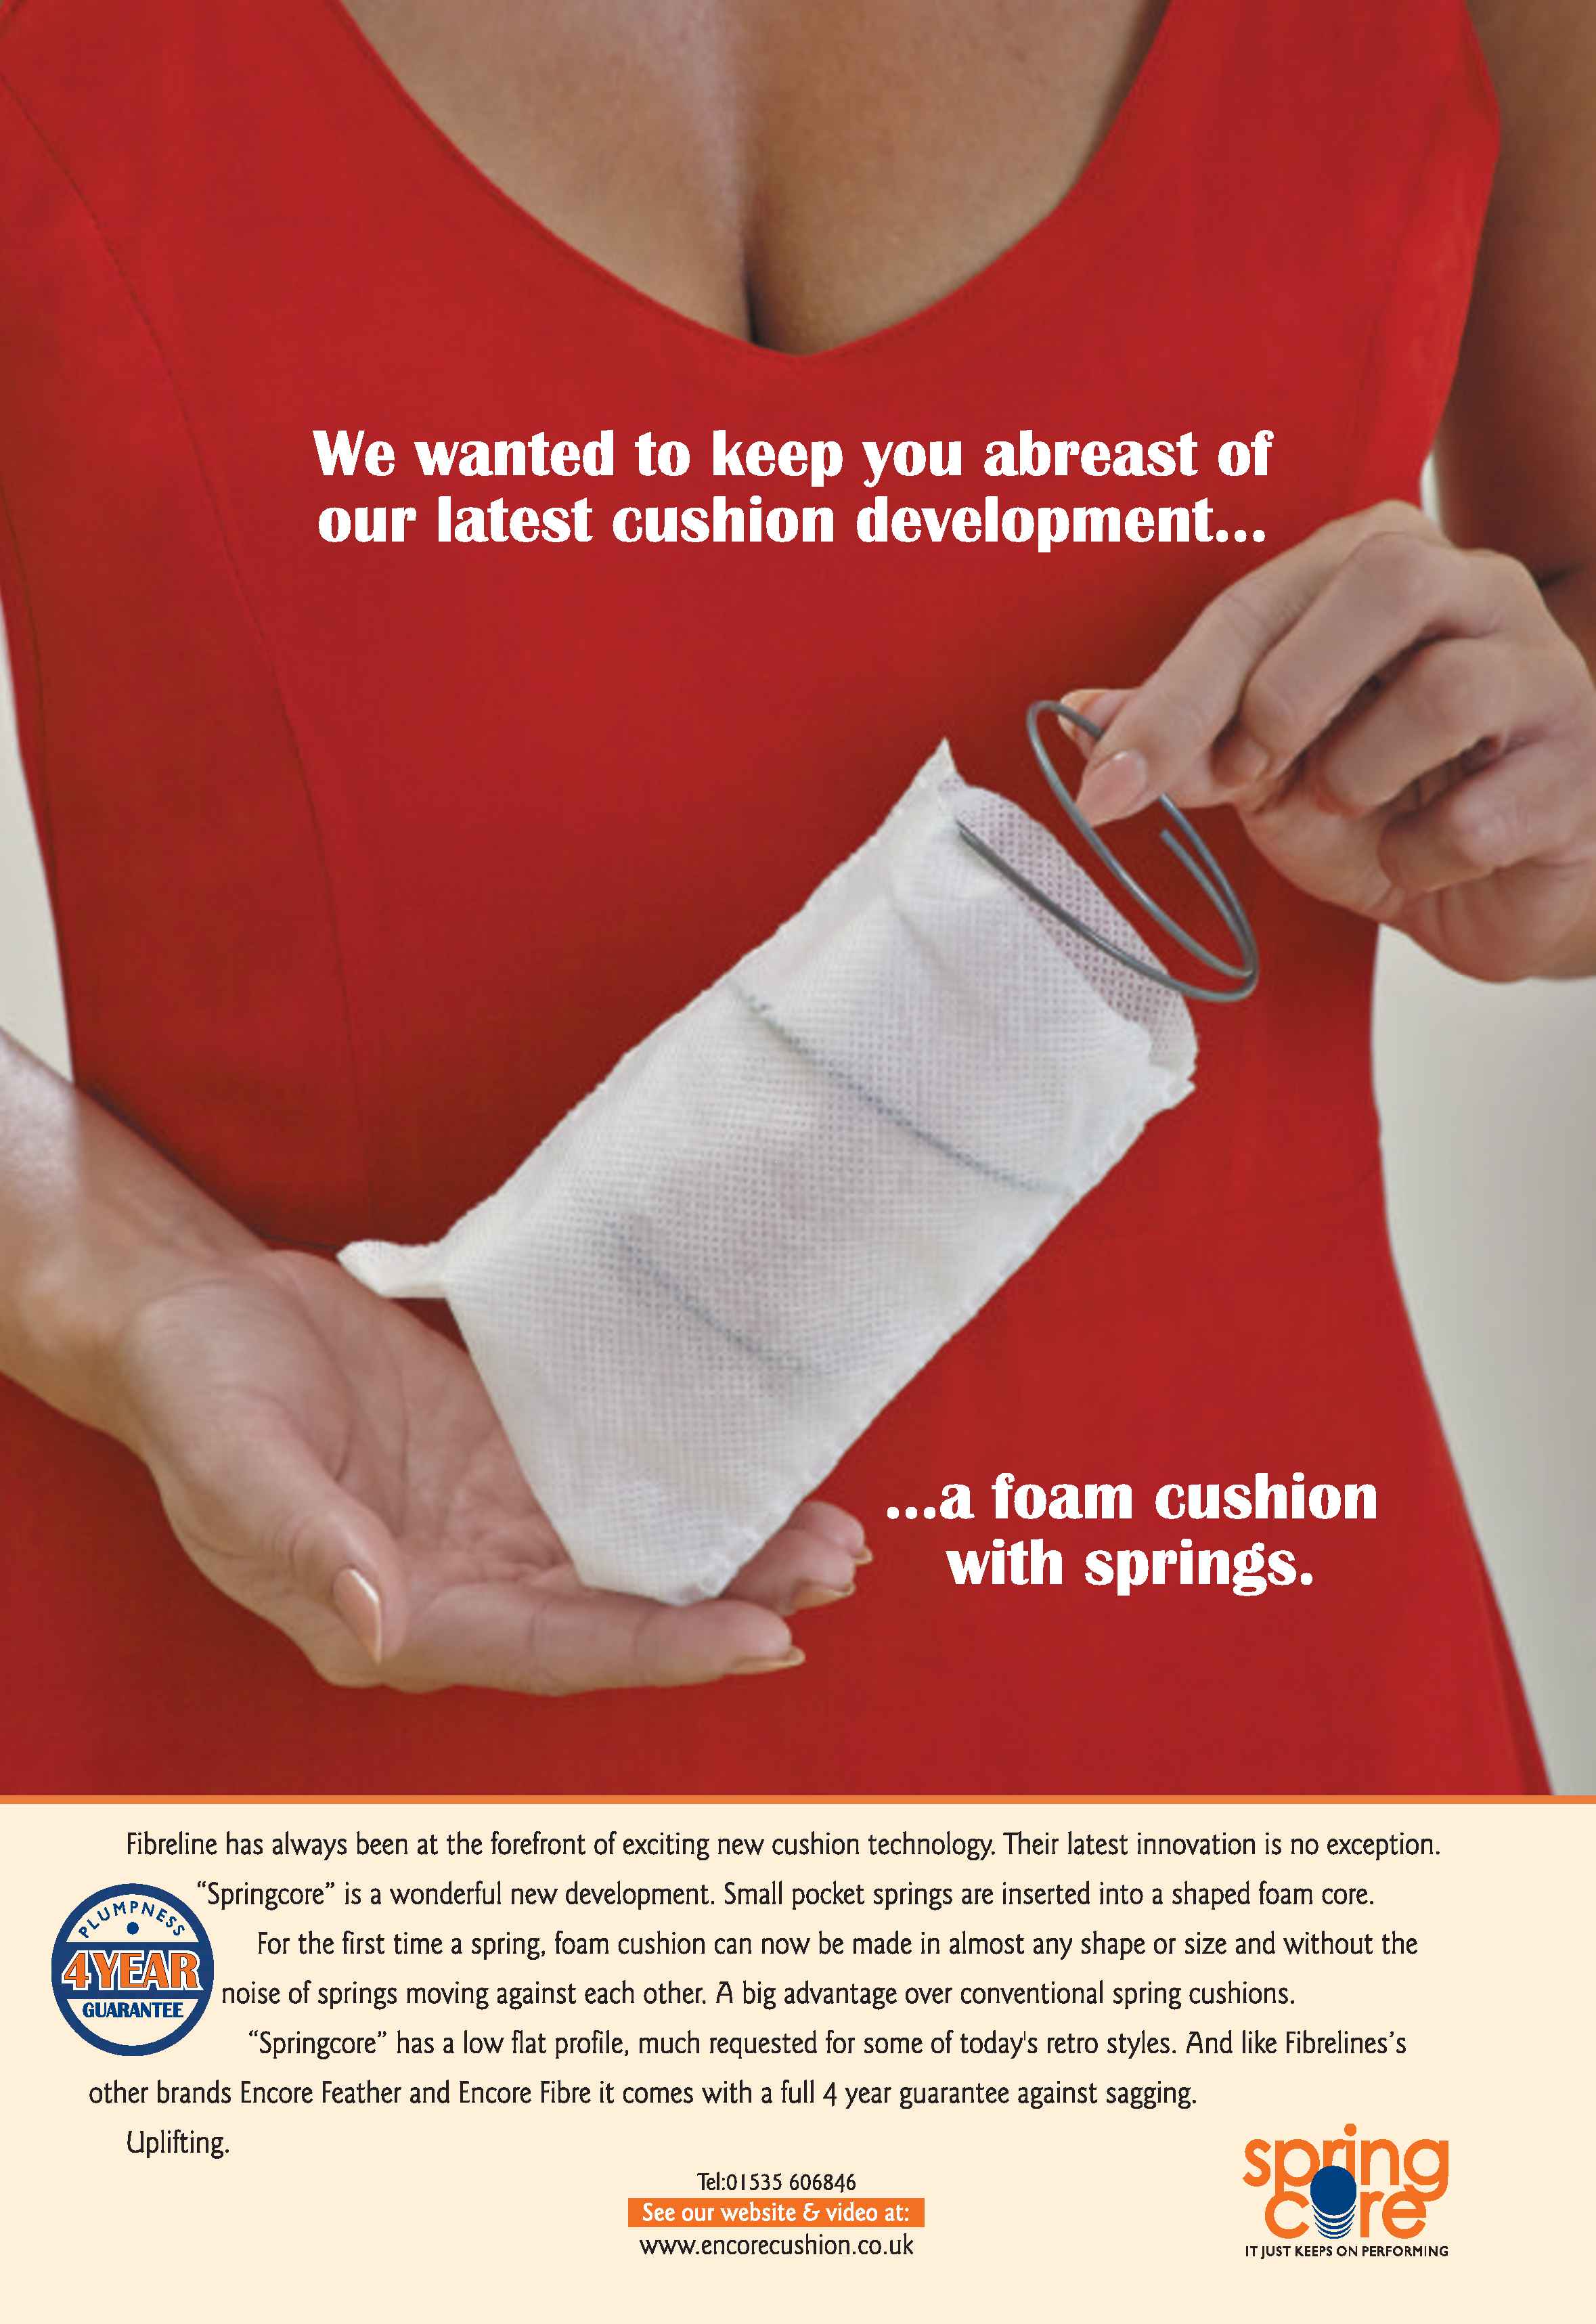 We wanted to keep you abreast of
our latest cushion development...
...a foam cushion
with springs.
Fibreline has always been at the forefront of exciting new cushion technology. Their latest innovation is no exception.
“Springcore” is a wonderful new development. Small pocket springs are inserted into a shaped foam core.
For the first time a spring, foam cushion can now be made in almost any shape or size and without the
noise of springs moving against each other. A big advantage over conventional spring cushions.
“Springcore” has a low flat profile, much requested for some of today's retro styles. And like Fibrelines’s
other brands Encore Feather and Encore Fibre it comes with a full 4 year guarantee against sagging.
Uplifting.
PLUMPNESS
4 YEAR
GUARANTEE
Tel:01535 606846
See our website & video at:
www.encorecushion.co.uk
spring
core
IT JUST KEEPS ON PERFORMING